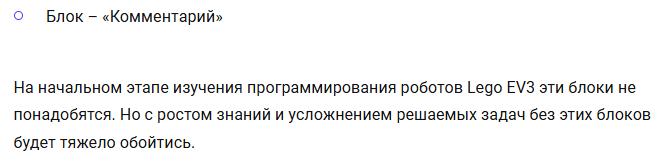 Блок – «Комментарий»
На начальном этапе изучения программирования роботов Lego EV3 эти блоки не
понадобятся. Но с ростом знаний и усложнением решаемых задач без этих блоков
будет тяжело обойтись.